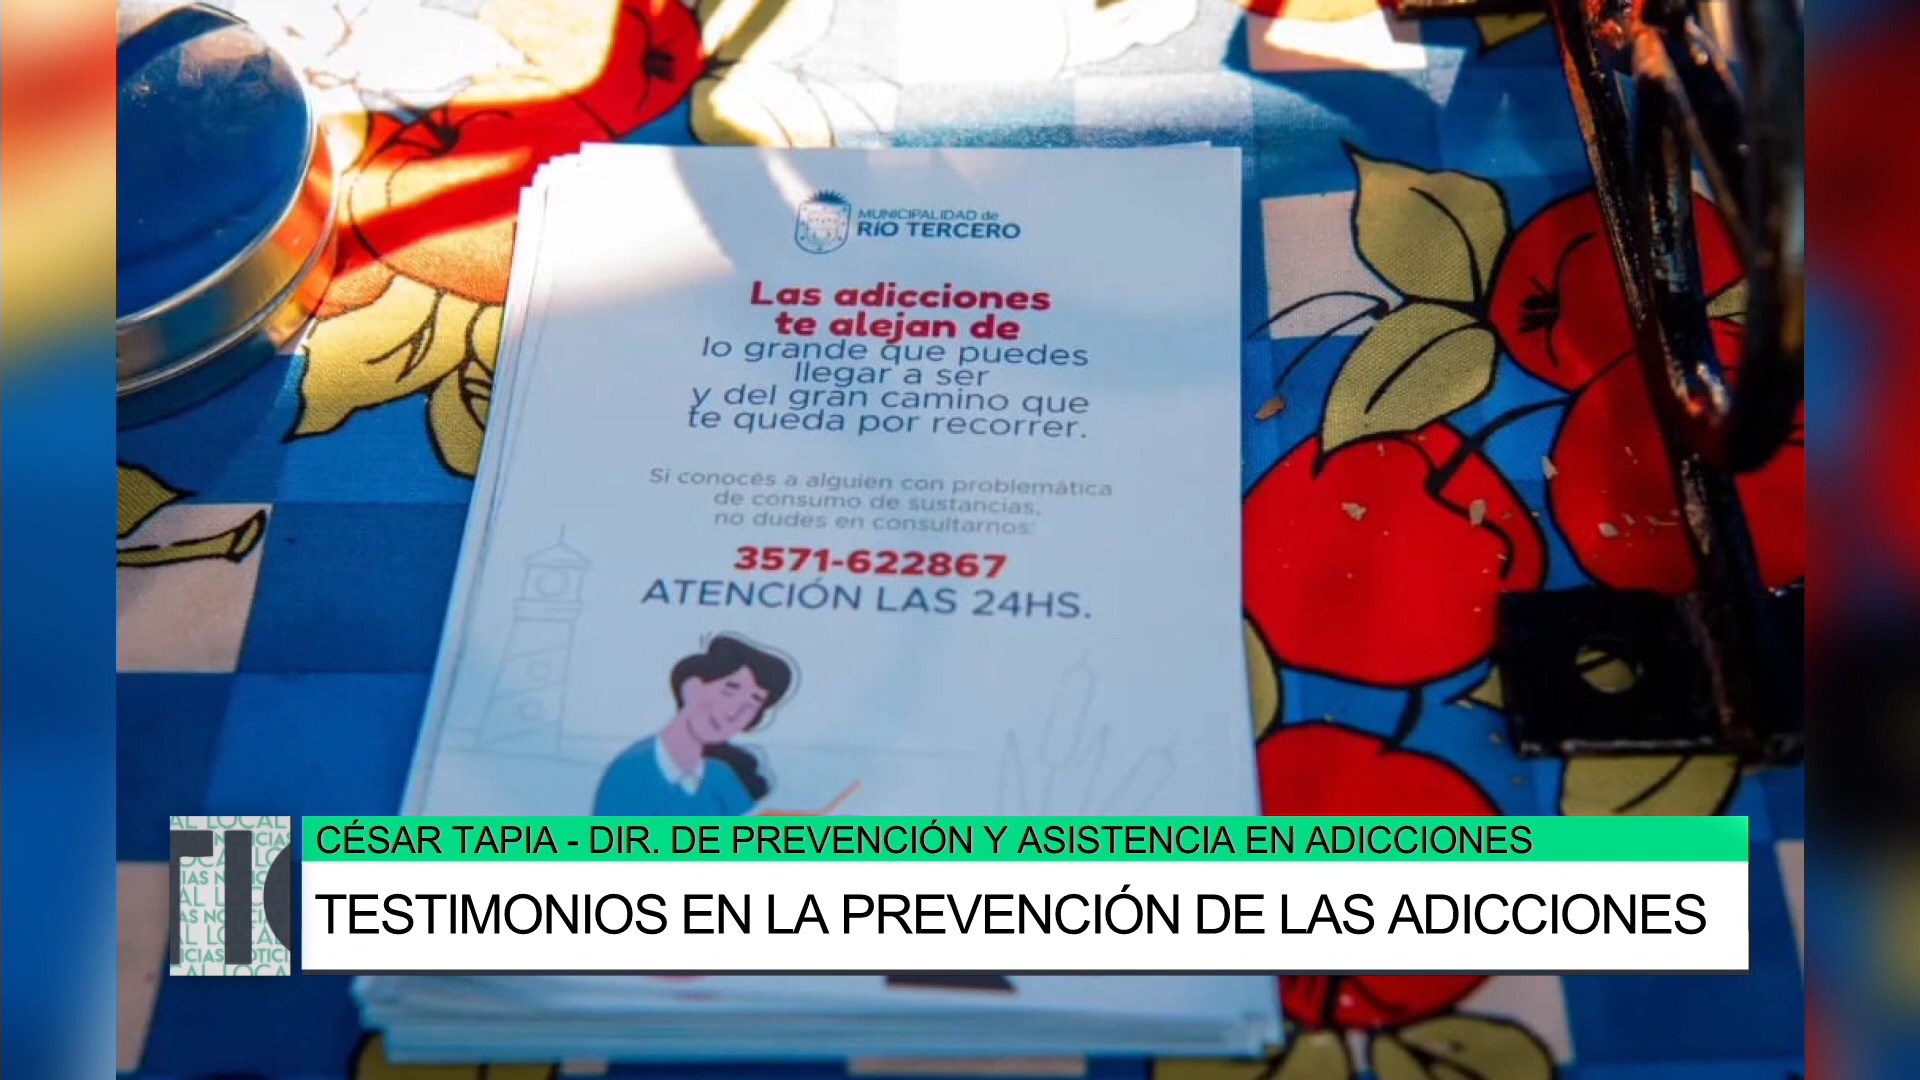 MUNICIPALIDAD de
RÍO TERCERO
Las adicciones
te alejan de
lo grande que puedes
llegar a ser
y del gran camino que
te queda por recorrer.
Si conocés a alguien con problemática
de consumo de sustancias,
no dudes en consultarnos:
3571-622867
ATENCIÓN LAS 24HS.
CÉSAR TAPIA - DIR. DE PREVENCIÓN Y ASISTENCIA EN ADICCIONES
TESTIMONIOS EN LA PREVENCIÓN DE LAS ADICCIONES